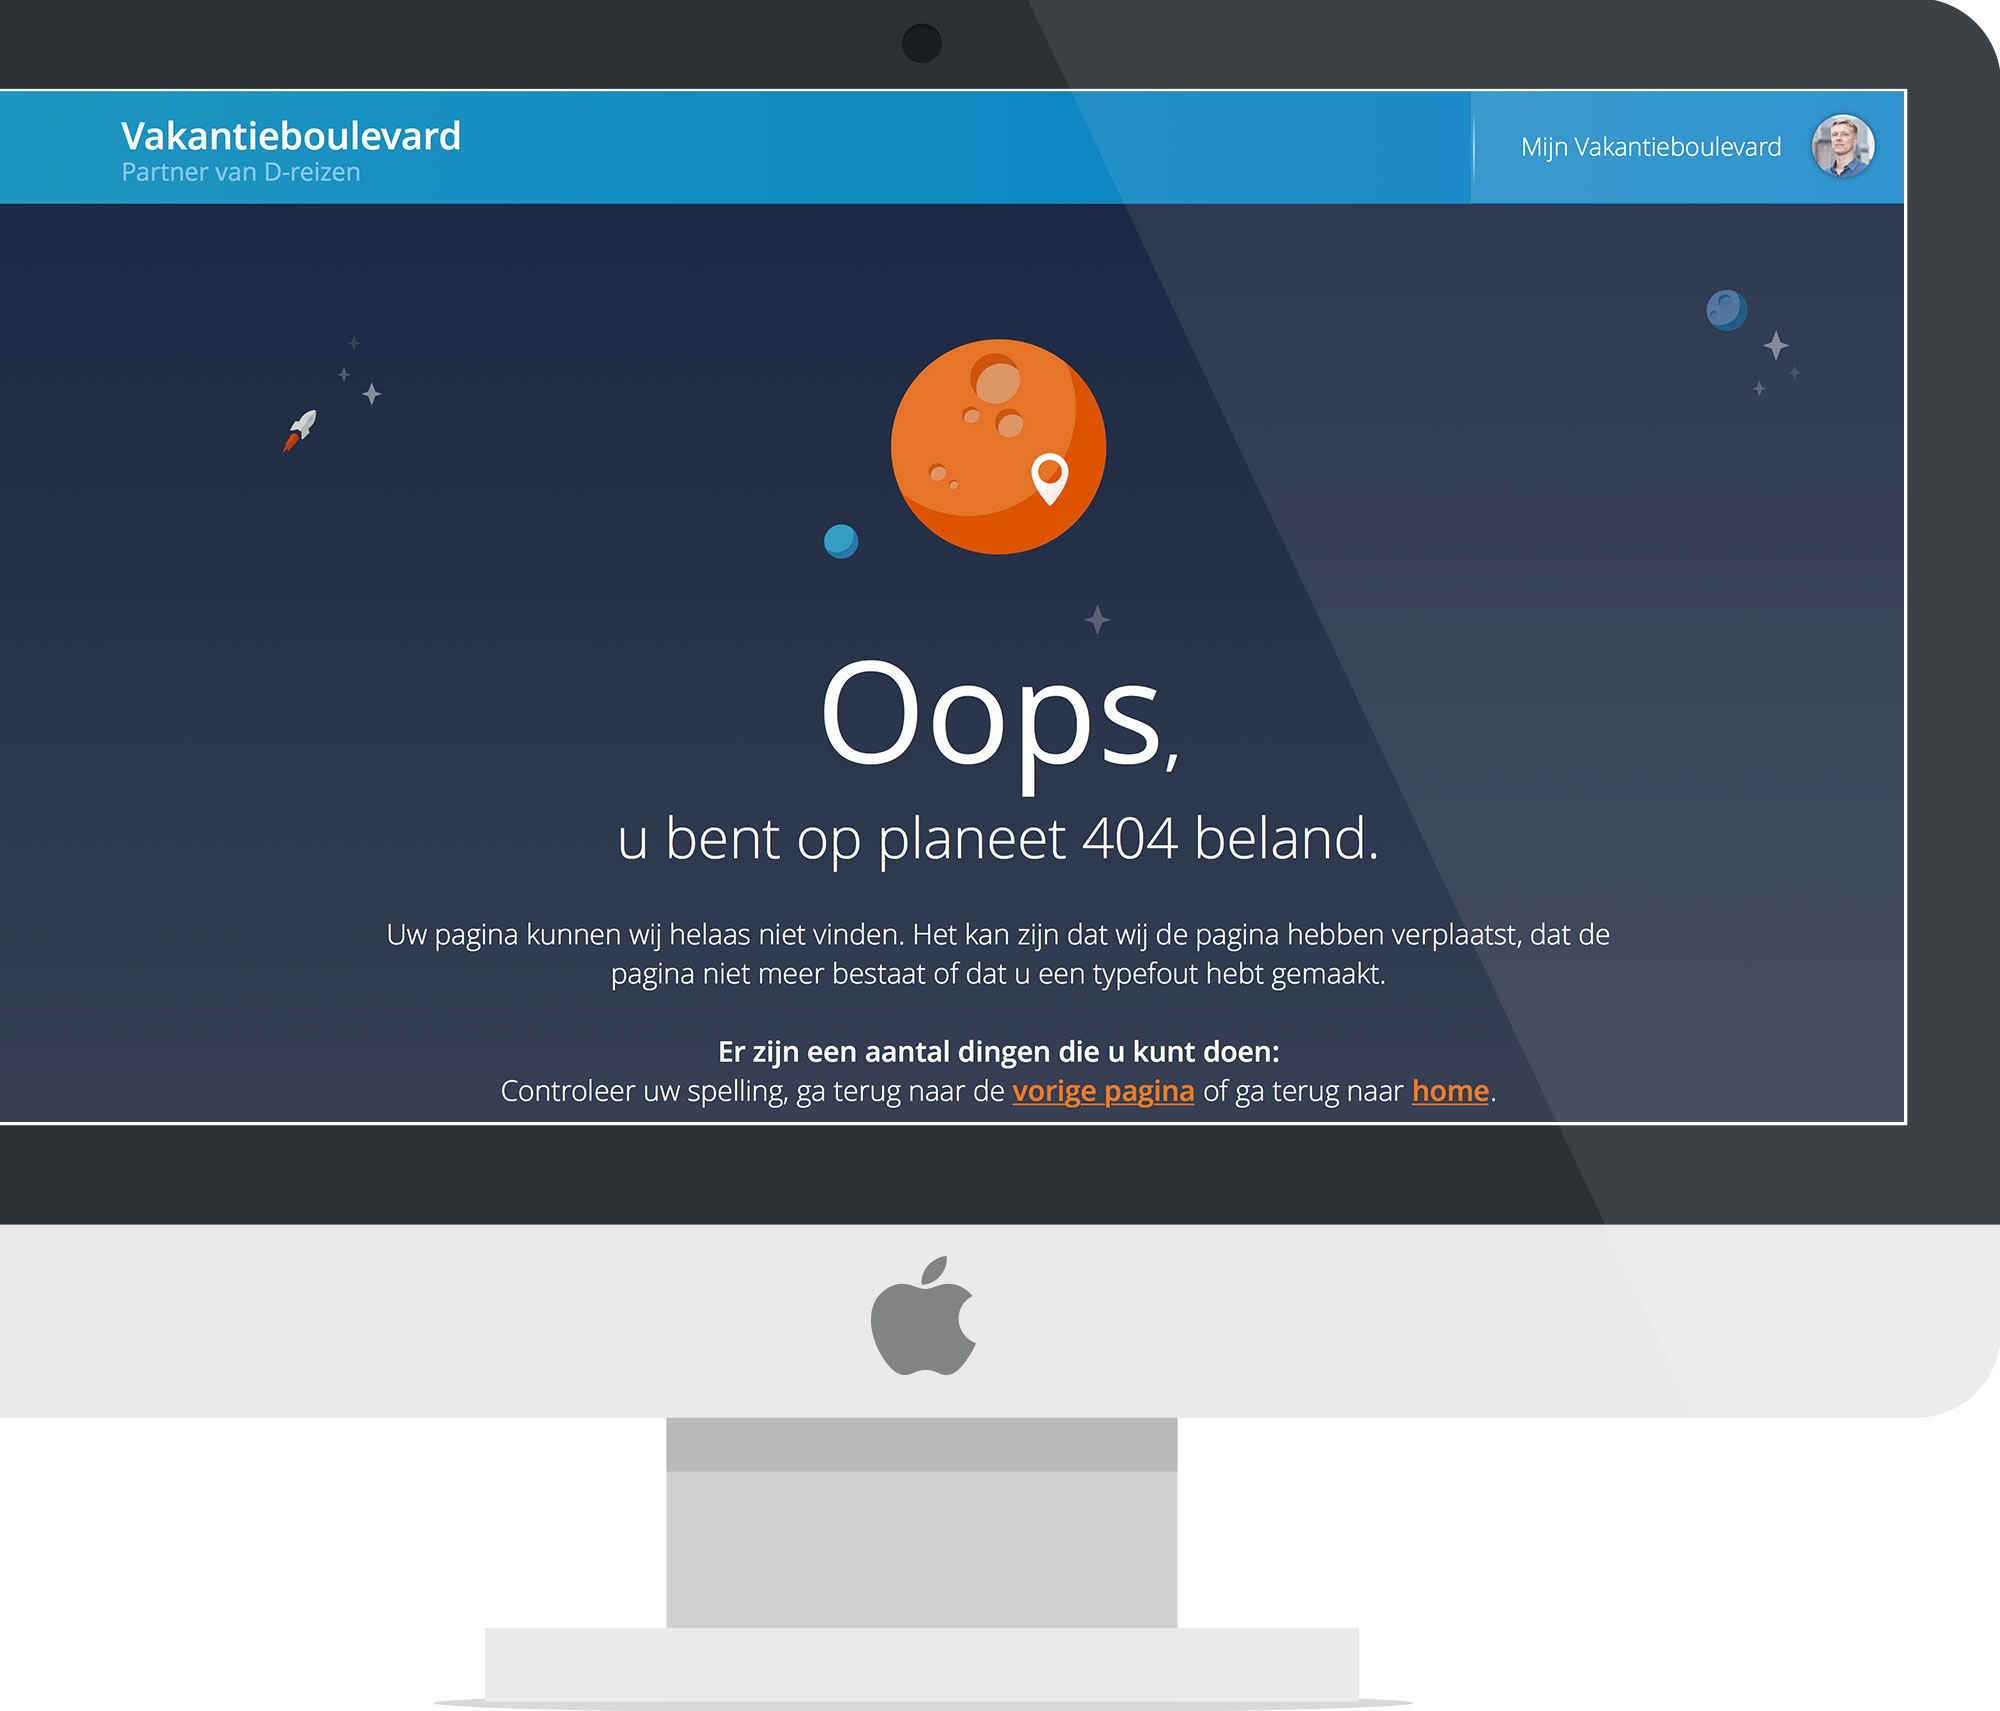 Vakantieboulevard
Partner van D-reizen
Mijn Vakantieboulevard
Oops,
u bent op planeet 404 beland.
Uw pagina kunnen wij helaas niet vinden. Het kan zijn dat wij de pagina hebben verplaatst, dat de
pagina niet meer bestaat of dat u een typefout hebt gemaakt.
Er zijn een aantal dingen die u kunt doen:
Controleer uw spelling, ga terug naar de vorige pagina of ga terug naar home.